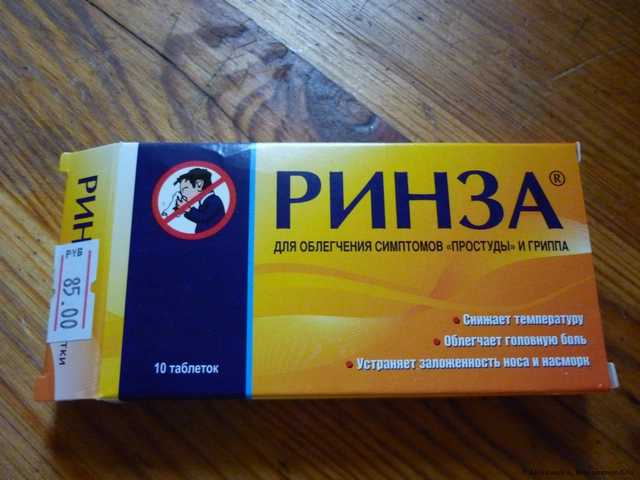 РИНЗА®
ДЛЯ ОБЛЕГЧЕНИЯ СИМПТОМОВ «ПРОСТУДЫ» И ГРИППА
• Снижает температуру
• Облегчает головную боль
• Устраняет заложенность носа и насморк
10 таблеток
РИН
85.00
тки